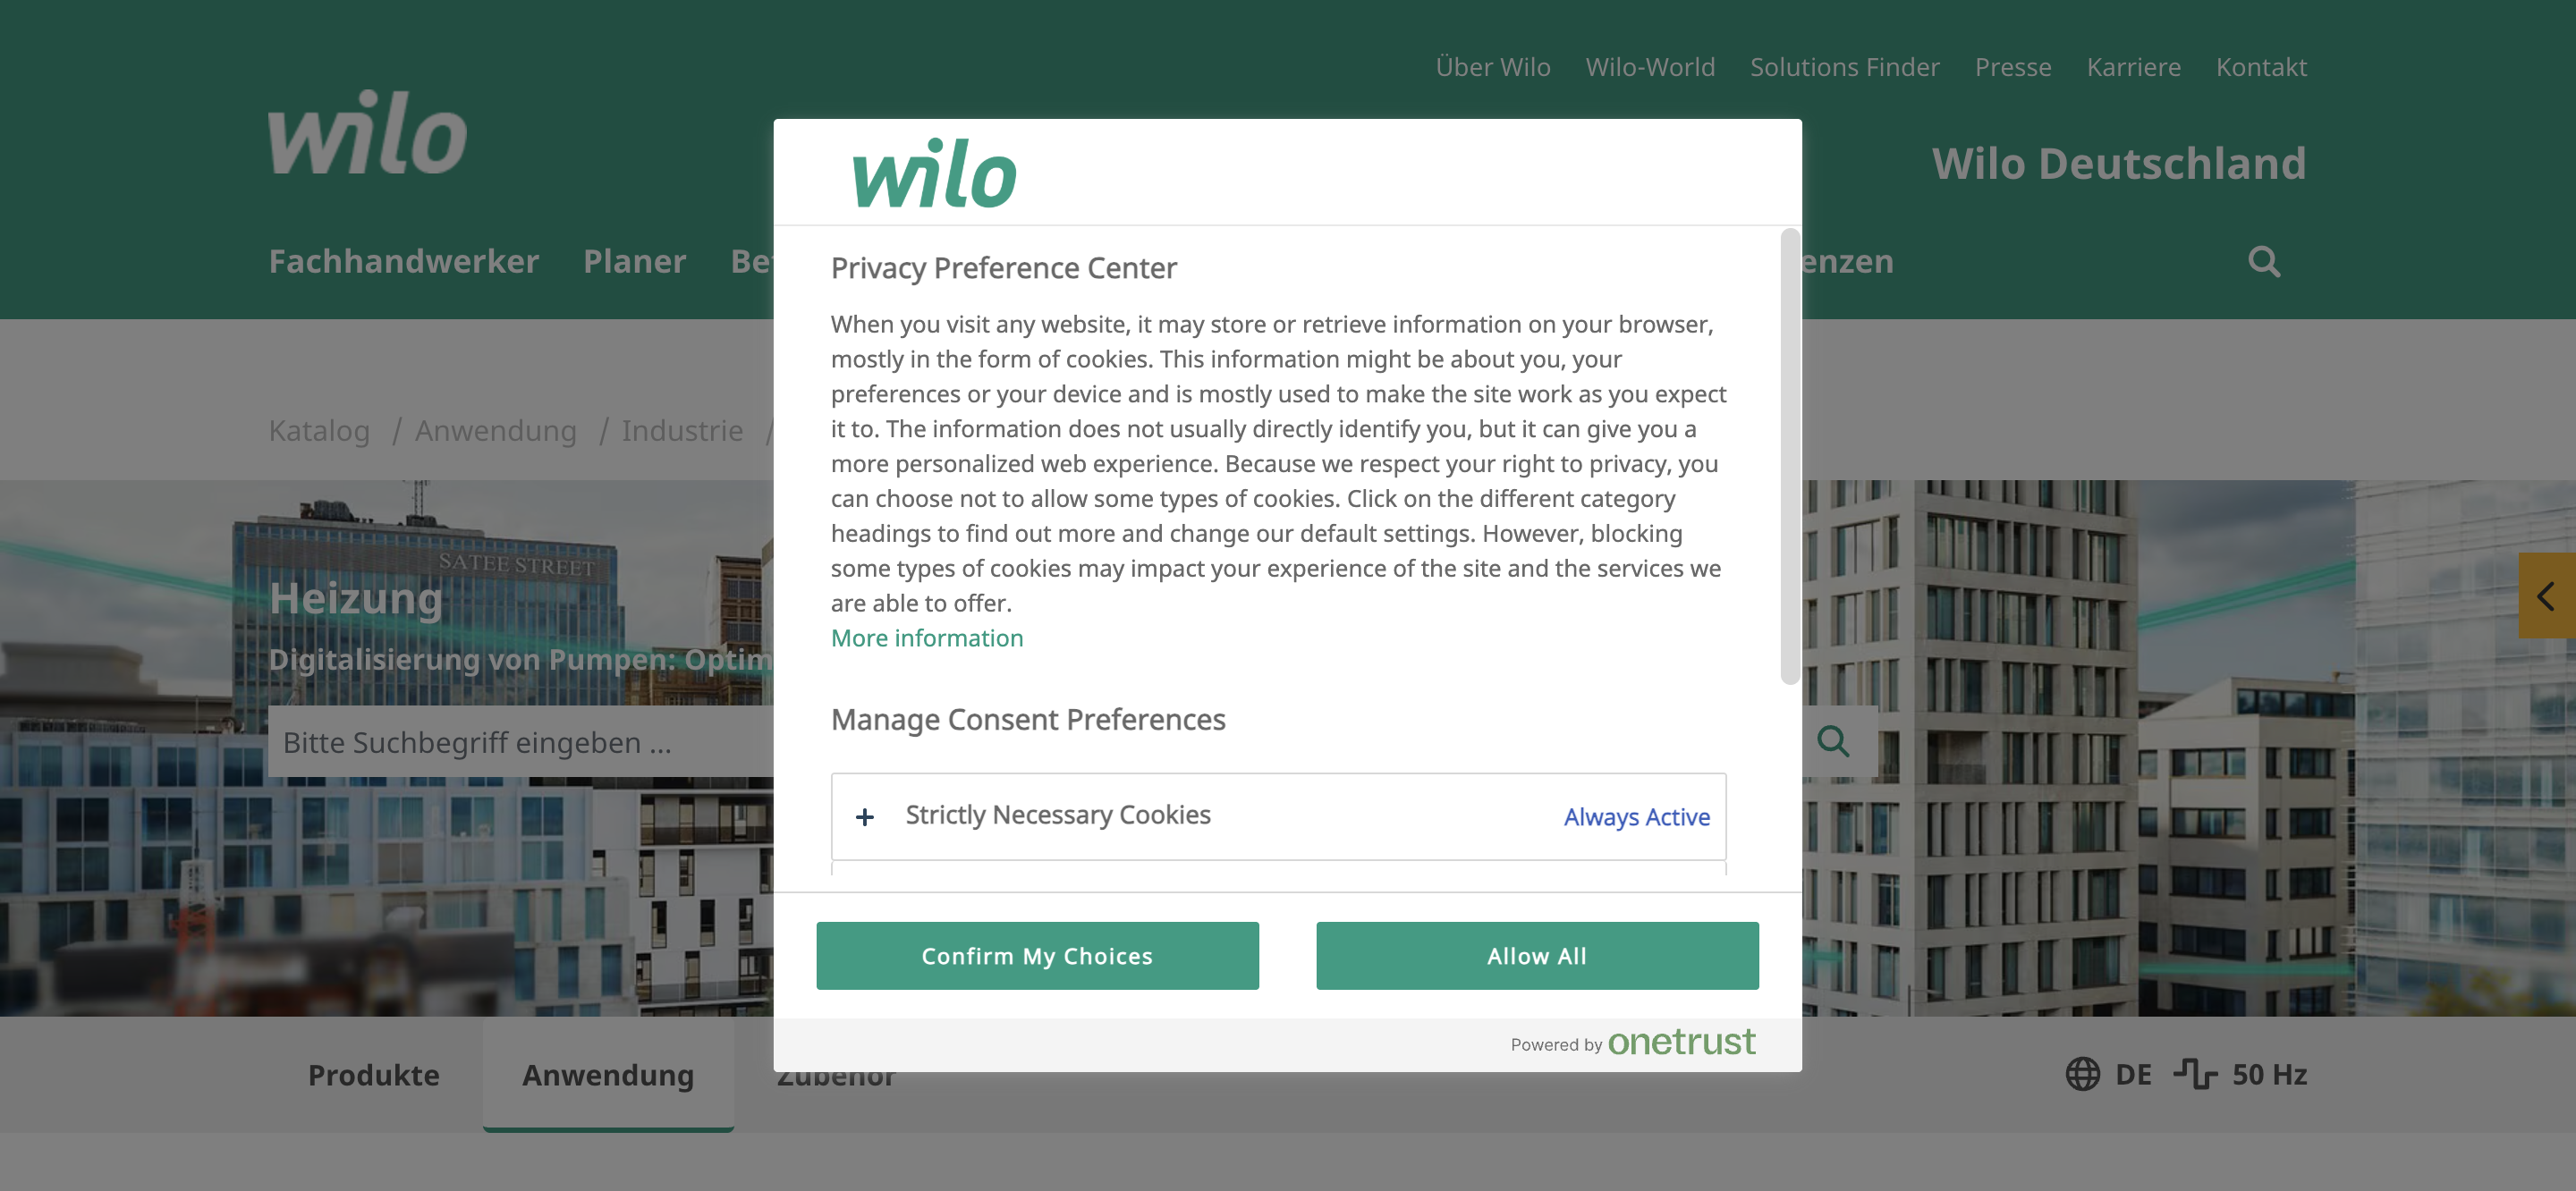 Über Wilo Wilo-World Solutions Finder Presse Karriere Kontakt
wilo
Wilo Deutschland
Fachhandwerker Planer
enzen
Katalog / Anwendung / Industrie /
SATEE STREET
Heizung
Digitalisierung von Pumpen: Optim
Bitte Suchbegriff eingeben ...
wilo
Privacy Preference Center
When you visit any website, it may store or retrieve information on your browser,
mostly in the form of cookies. This information might be about you, your
preferences or your device and is mostly used to make the site work as you expect
it to. The information does not usually directly identify you, but it can give you a
more personalized web experience. Because we respect your right to privacy, you
can choose not to allow some types of cookies. Click on the different category
headings to find out more and change our default settings. However, blocking
some types of cookies may impact your experience of the site and the services we
are able to offer.
More information
Manage Consent Preferences
+ Strictly Necessary Cookies Always Active
Confirm My Choices Allow All
Powered by onetrust
Produkte Anwendung Zubehör
DE 50 Hz